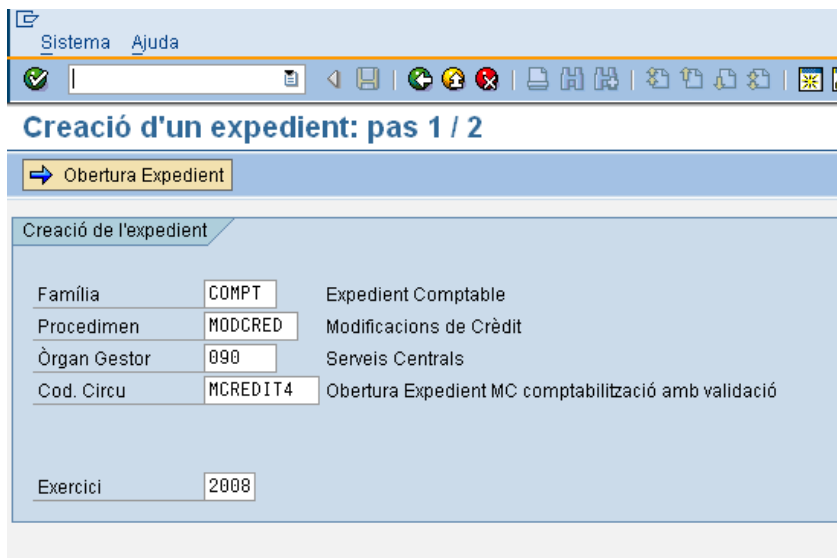 Sistema Ajuda
Creació d'un expedient: pas 1 / 2
Obertura Expedient
Creació de l'expedient
Família COMPT Expedient Comptable
Procedimen MODCRED Modificacions de Crèdit
Òrgan Gestor 090 Serveis Centrals
Cod. Circu MCREDIT4 Obertura Expedient MC comptabilització amb validació
Exercici 2008